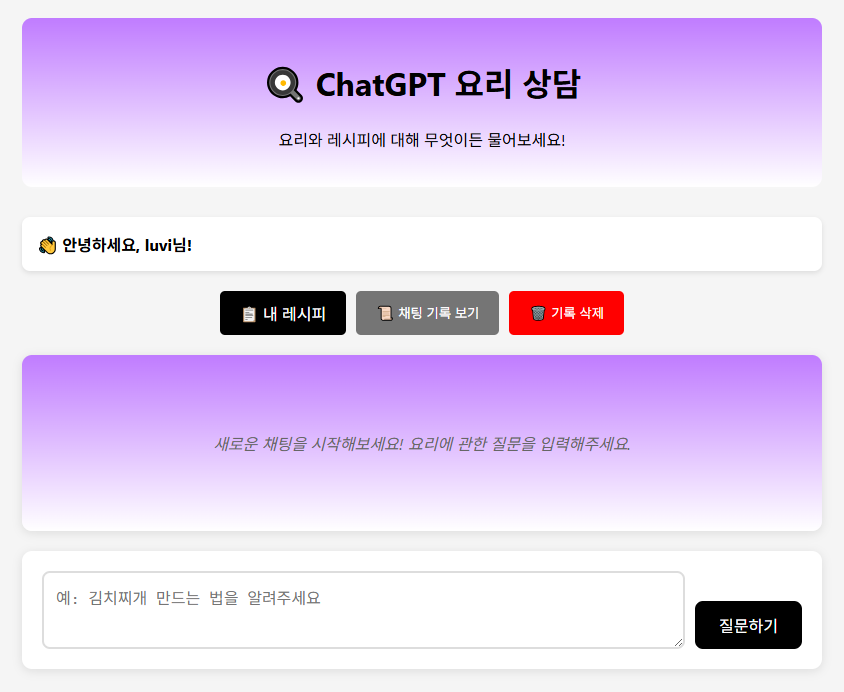 ChatGPT 요리 상담
요리와 레시피에 대해 무엇이든 물어보세요!
안녕하세요, luvi님!
내 레시피
채팅 기록 보기
기록 삭제
새로운 채팅을 시작해보세요! 요리에 관한 질문을 입력해주세요.
예: 김치찌개 만드는 법을 알려주세요
질문하기